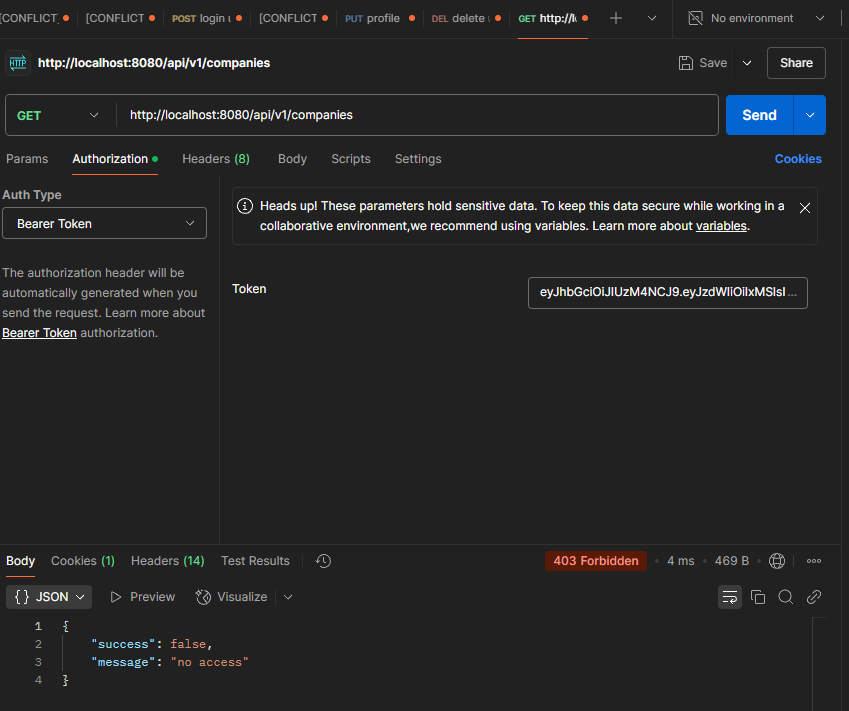 [CONFLICT] [CONFLICT POST login [CONFLICT PUT profile DEL delete GET http://l No environment
HTTP http://localhost:8080/api/v1/companies Save Share
GET http://localhost:8080/api/v1/companies Send
Params Authorization Headers (8) Body Scripts Settings Cookies
Auth Type
Bearer Token
The authorization header will be
automatically generated when you
send the request. Learn more about
Bearer Token authorization.
Heads up! These parameters hold sensitive data. To keep this data secure while working in a
collaborative environment,we recommend using variables. Learn more about variables.
Token eyJhbGciOiJIUzM4NCJ9.eyJzdWIiOiIxMSIsI ...
Body Cookies (1) Headers (14) Test Results 403 Forbidden • 4 ms • 469 B •
{} JSON Preview Visualize
1 {
2 "success": false,
3 "message": "no access"
4 }